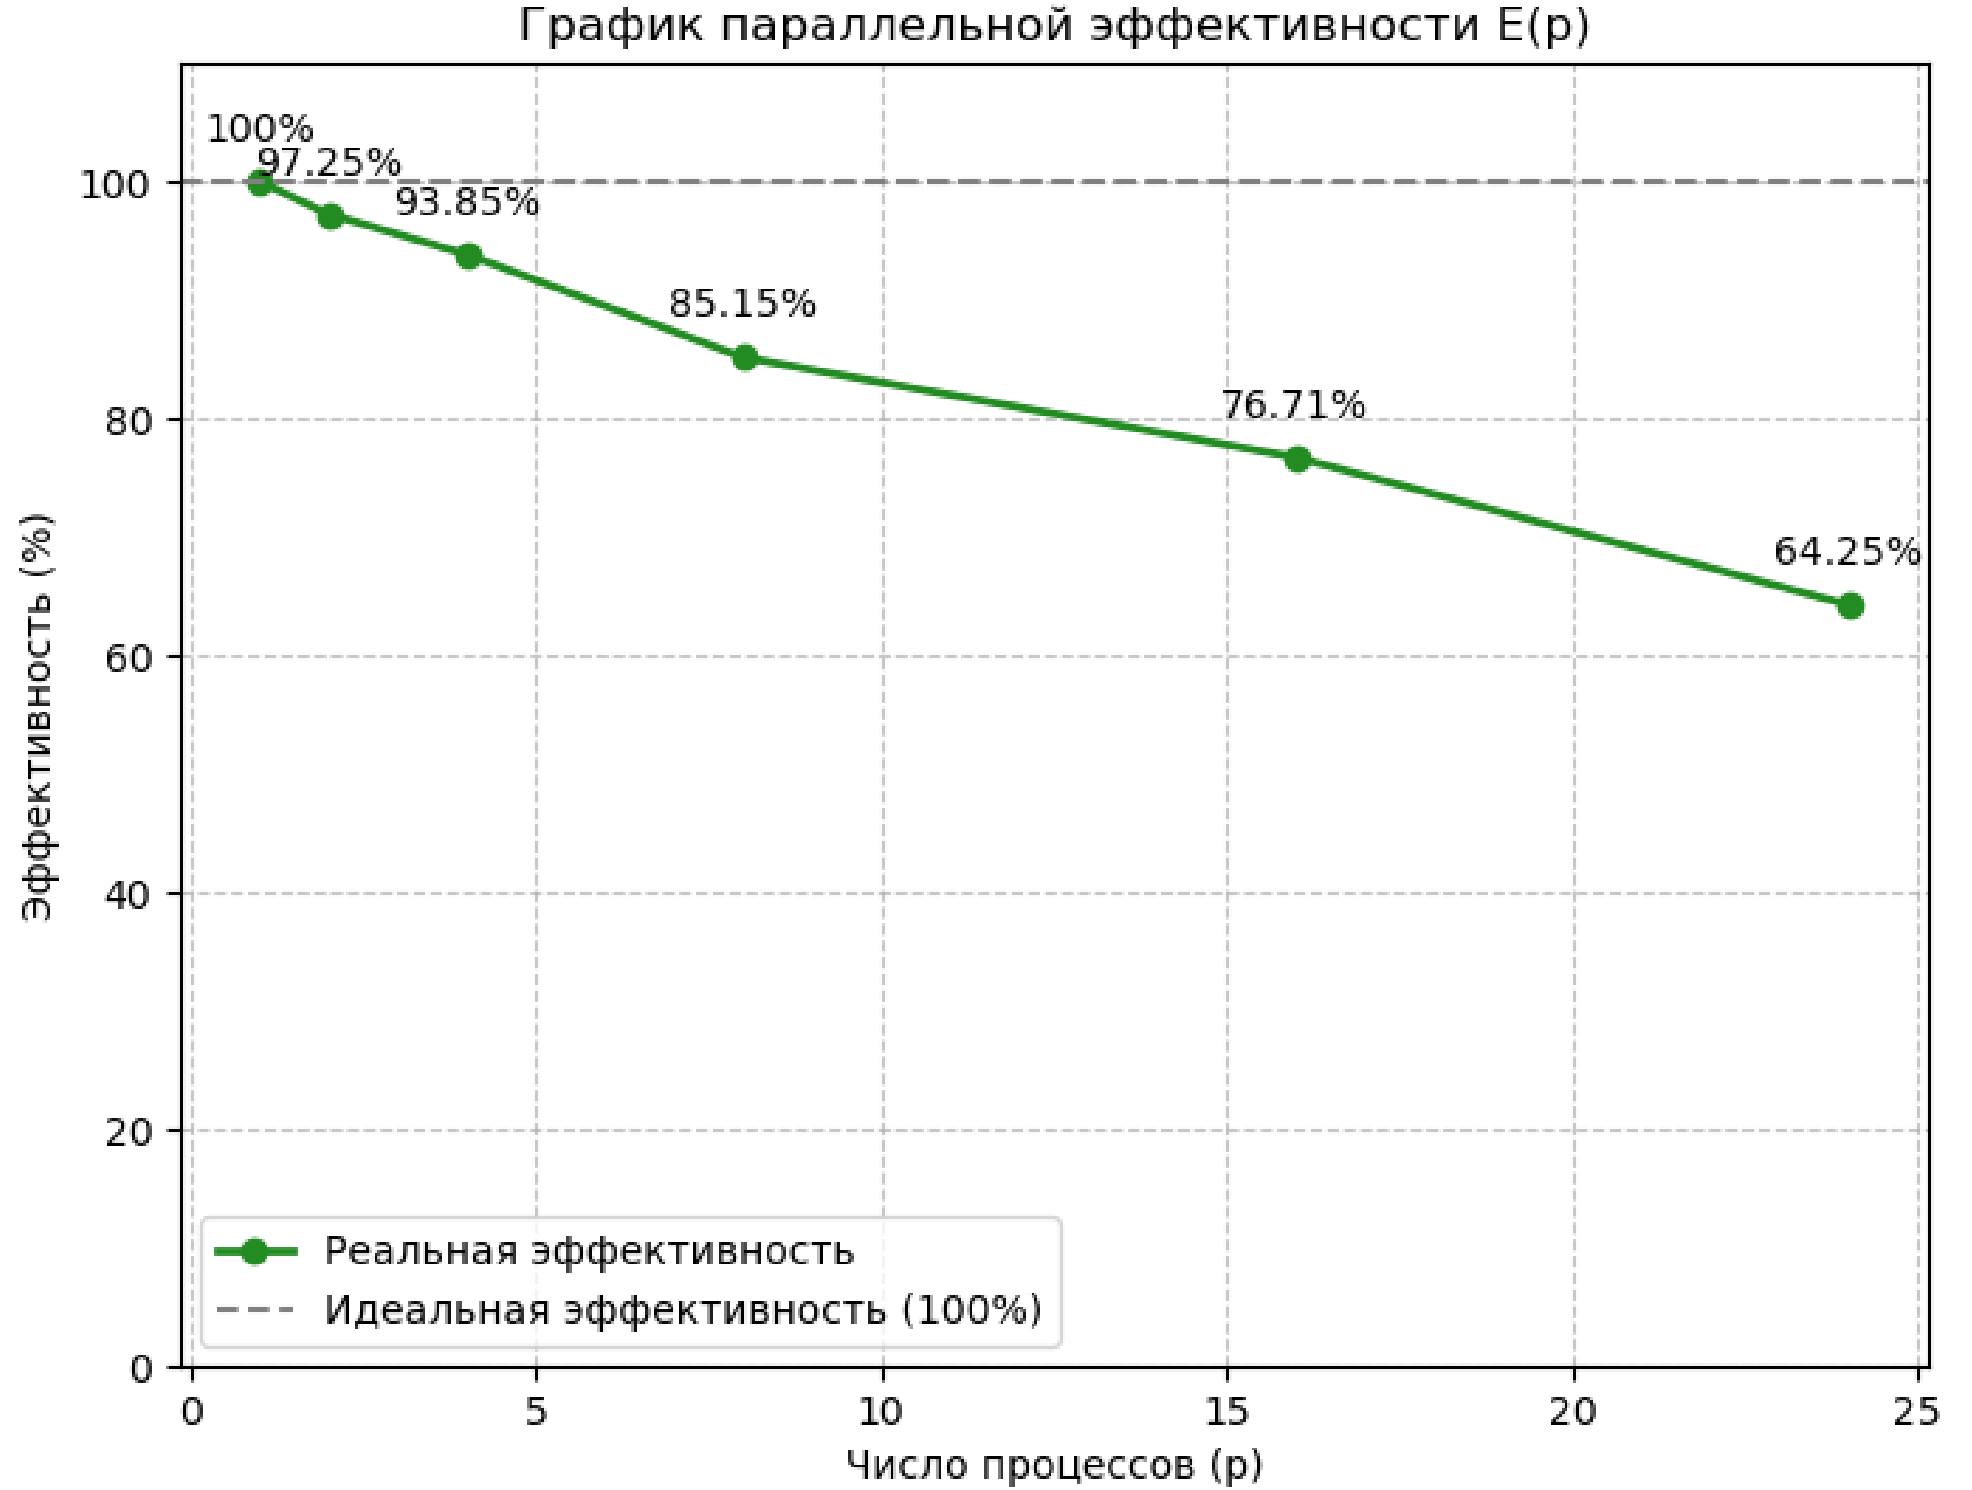 График параллельной эффективности E(p)
100%
97.25%
93.85%
85.15%
76.71%
64.25%
100
80
60
40
20
0
Эффективность (%)
Реальная эффективность
Идеальная эффективность (100%)
0 5 10 15 20 25
Число процессов (p)